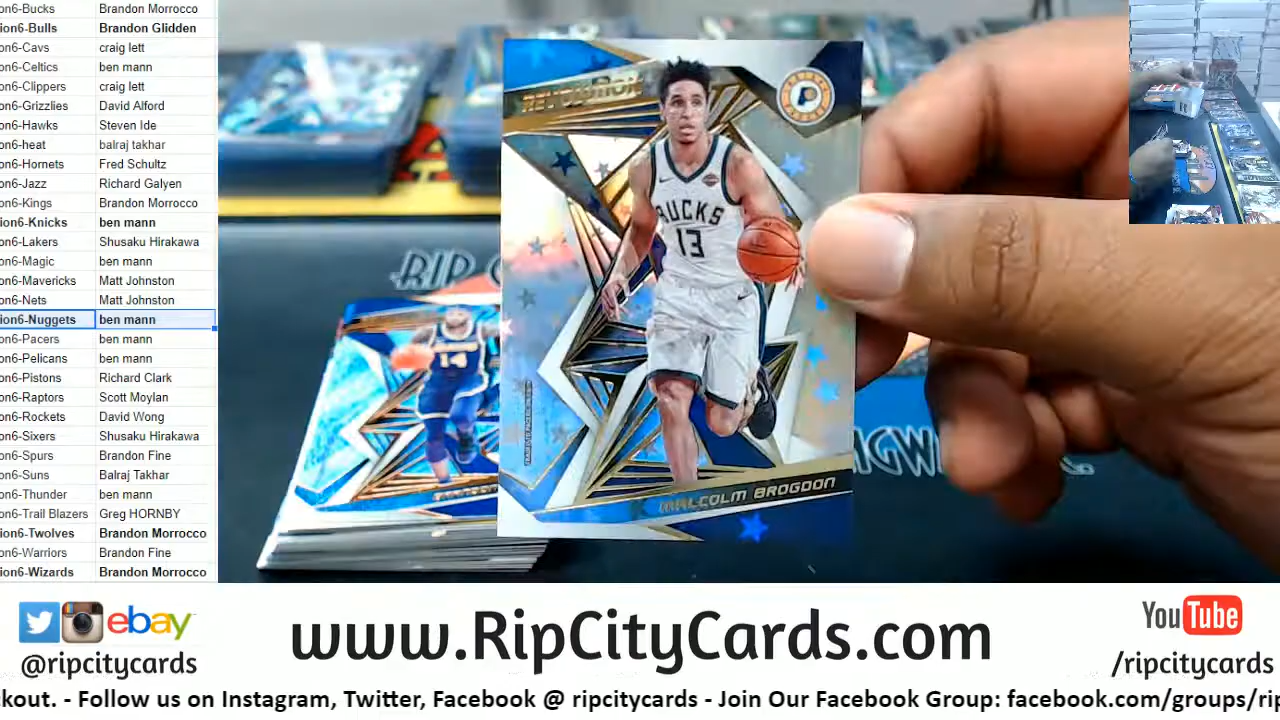 on6-Bucks Brandon Morrocco
ion6-Bulls Brandon Glidden
on6-Cavs craig lett
on6-Celtics ben mann
on6-Clippers craig lett
on6-Grizzlies David Alford
on6-Hawks Steven Ide
on6-heat balraj takhar
on6-Hornets Fred Schultz
on6-Jazz Richard Galyen
on6-Kings Brandon Morrocco
ion6-Knicks ben mann
on6-Lakers Shusaku Hirakawa
on6-Magic ben mann
on6-Mavericks Matt Johnston
on6-Nets Matt Johnston
ion6-Nuggets ben mann
on6-Pacers ben mann
on6-Pelicans ben mann
on6-Pistons Richard Clark
on6-Raptors Scott Moylan
on6-Rockets David Wong
on6-Sixers Shusaku Hirakawa
on6-Spurs Brandon Fine
on6-Suns Balraj Takhar
on6-Thunder ben mann
on6-Trail Blazers Greg HORNBY
ion6-Twolves Brandon Morrocco
on6-Warriors Brandon Fine
ion6-Wizards Brandon Morrocco
REVOLUTION
P
BUCKS
13
MALCOLM BROGDON
RIP
14
ebay
@ripcitycards
www.RipCityCards.com
YouTube
/ripcitycards
ckout. - Follow us on Instagram, Twitter, Facebook @ ripcitycards - Join Our Facebook Group: facebook.com/groups/rip